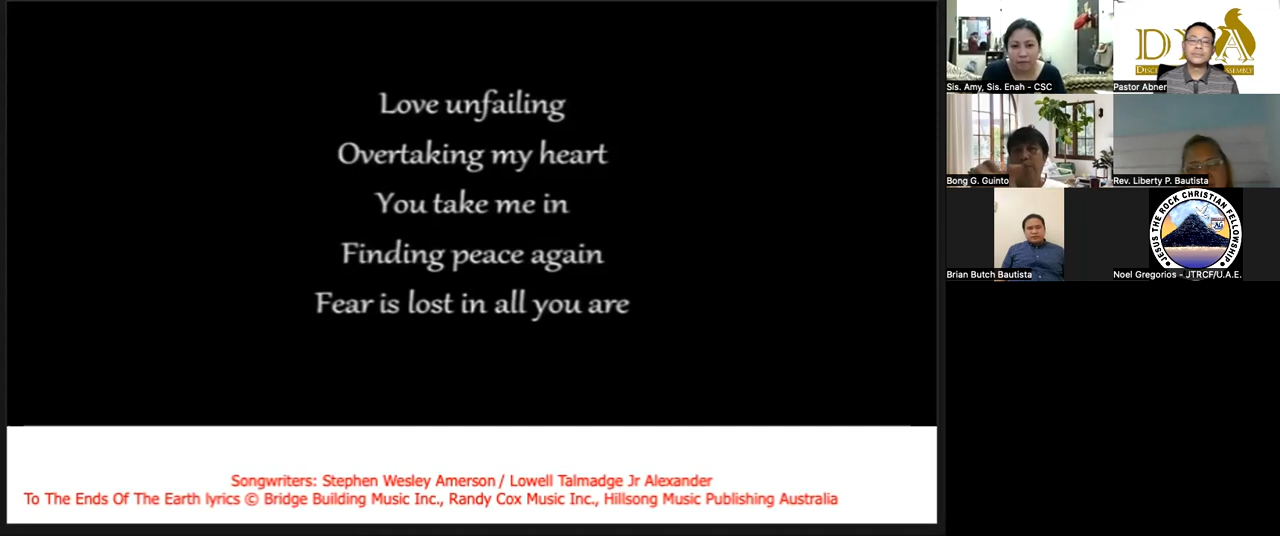 Love unfailing
Overtaking my heart
You take me in
Finding peace again
Fear is lost in all you are
Songwriters: Stephen Wesley Amerson / Lowell Talmadge Jr Alexander
To The Ends Of The Earth lyrics © Bridge Building Music Inc., Randy Cox Music Inc., Hillsong Music Publishing Australia
Sis. Amy, Sis. Enah - CSC
Pastor Abner
Bong G. Guinto
Rev. Liberty P. Bautista
Brian Butch Bautista
JESUS THE ROCK CHRISTIAN FELLOWSHIP
Noel Gregorios - JTRCF/U.A.E.